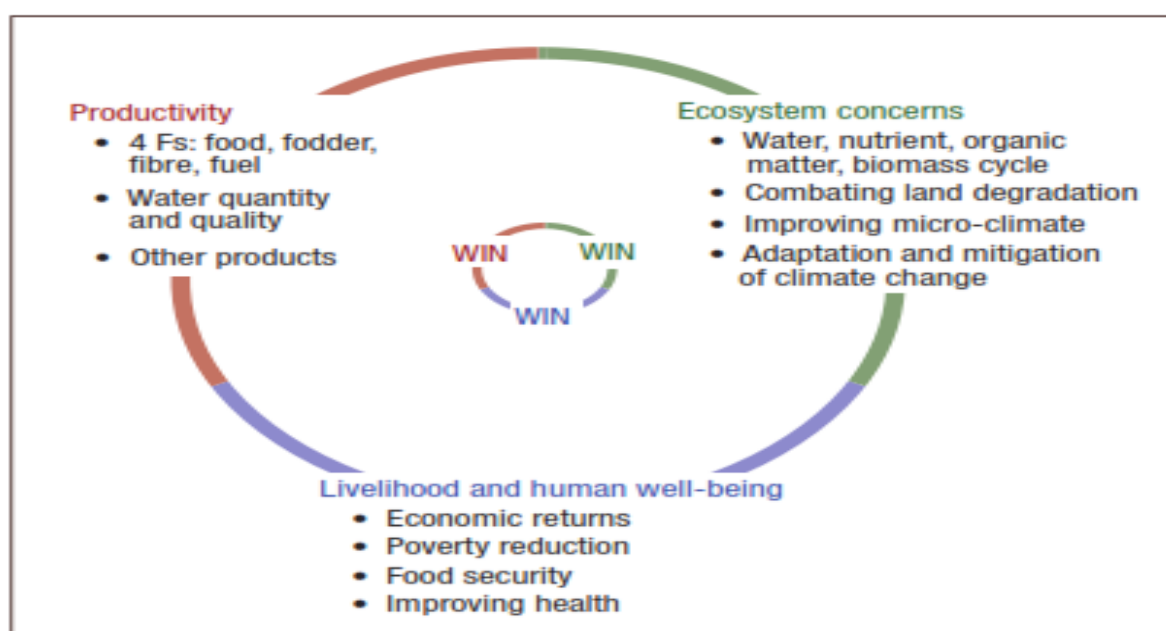 Productivity
• 4 Fs: food, fodder,
fibre, fuel
• Water quantity
and quality
• Other products
Ecosystem concerns
• Water, nutrient, organic
matter, biomass cycle
• Combating land degradation
• Improving micro-climate
• Adaptation and mitigation
of climate change
WIN
WIN
WIN
Livelihood and human well-being
• Economic returns
• Poverty reduction
• Food security
• Improving health